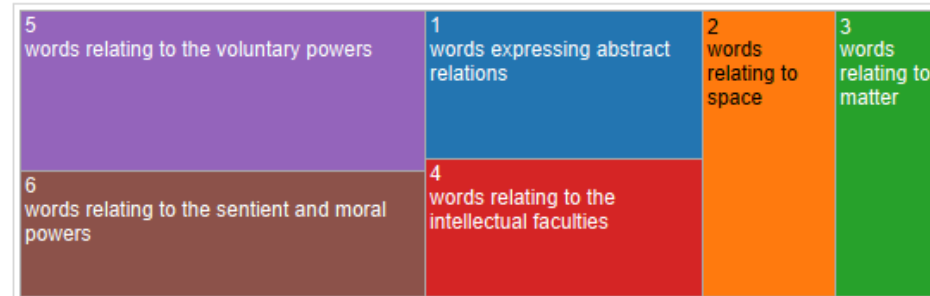 5
words relating to the voluntary powers
1
words expressing abstract
relations
2
words
relating to
space
3
words
relating to
matter
6
words relating to the sentient and moral
powers
4
words relating to the
intellectual faculties